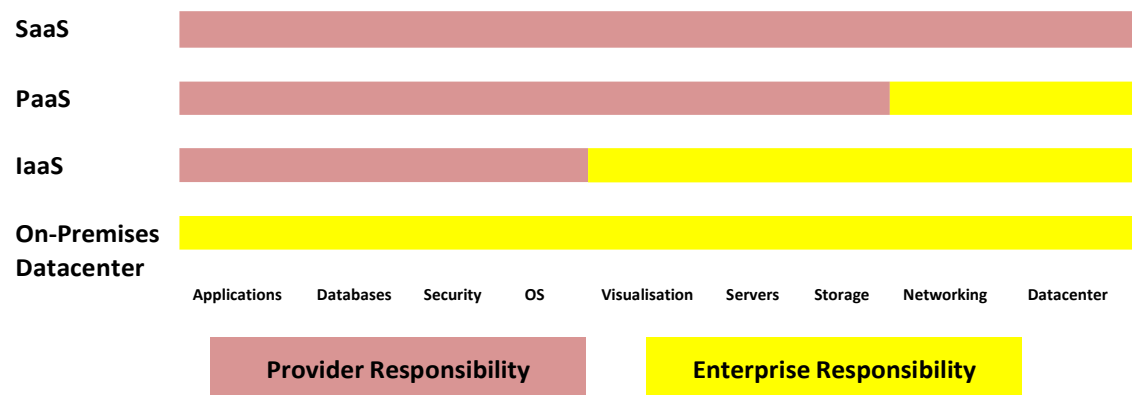 SaaS
PaaS
IaaS
On-Premises
Datacenter
Applications Databases Security OS Visualisation Servers Storage Networking Datacenter
Provider Responsibility Enterprise Responsibility